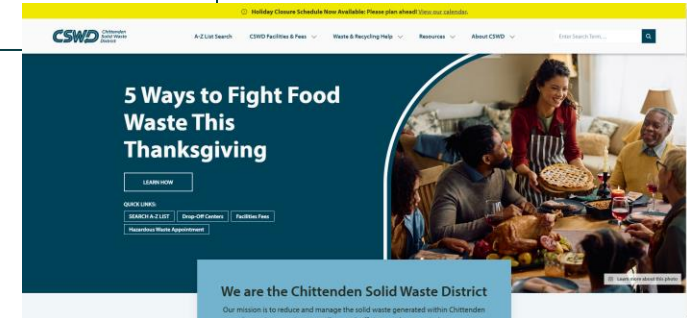 Holiday Closure Schedule Now Available: Please plan ahead! View our calendar.
CSWD Chittenden
Solid Waste
District
A-Z List Search CSWD Facilities & Fees Waste & Recycling Help Resources About CSWD Enter Search Term...
5 Ways to Fight Food
Waste This
Thanksgiving
LEARN HOW
QUICK LINKS:
SEARCH A-Z LIST Drop-Off Centers Facilities Fees
Hazardous Waste Appointment
Learn more about this photo
We are the Chittenden Solid Waste District
Our mission is to reduce and manage the solid waste generated within Chittenden